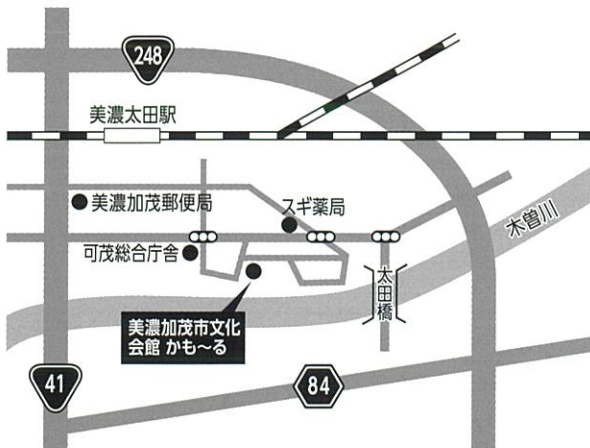 248
美濃太田駅
美濃加茂郵便局
スギ薬局
木曽川
可茂総合庁舎
太田橋
美濃加茂市文化
会館 かも～る
41
84